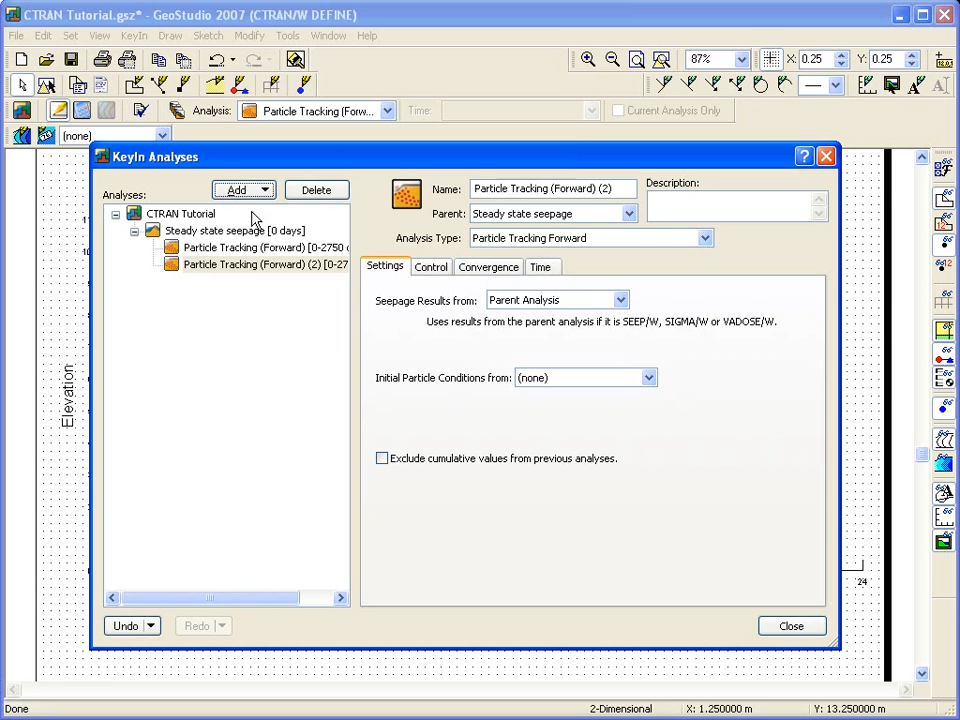 CTRAN Tutorial.gsz* - GeoStudio 2007 (CTRAN/W DEFINE)
File Edit Set View KeyIn Draw Sketch Modify Tools Window Help
87% X: 0.25 Y: 0.25
Analysis: Particle Tracking (Forw... Time: Current Analysis Only
(none)
KeyIn Analyses
Analyses: Add Delete
CTRAN Tutorial
Steady state seepage [0 days]
Particle Tracking (Forward) [0-2750
Particle Tracking (Forward) (2) [0-27
Name: Particle Tracking (Forward) (2) Description:
Parent: Steady state seepage
Analysis Type: Particle Tracking Forward
Settings Control Convergence Time
Seepage Results from: Parent Analysis
Uses results from the parent analysis if it is SEEP/W, SIGMA/W or VADOSE/W.
Initial Particle Conditions from: (none)
Exclude cumulative values from previous analyses.
Undo Redo Close
Elevation
24
Done 2-Dimensional X: 1.250000 m Y: 13.250000 m